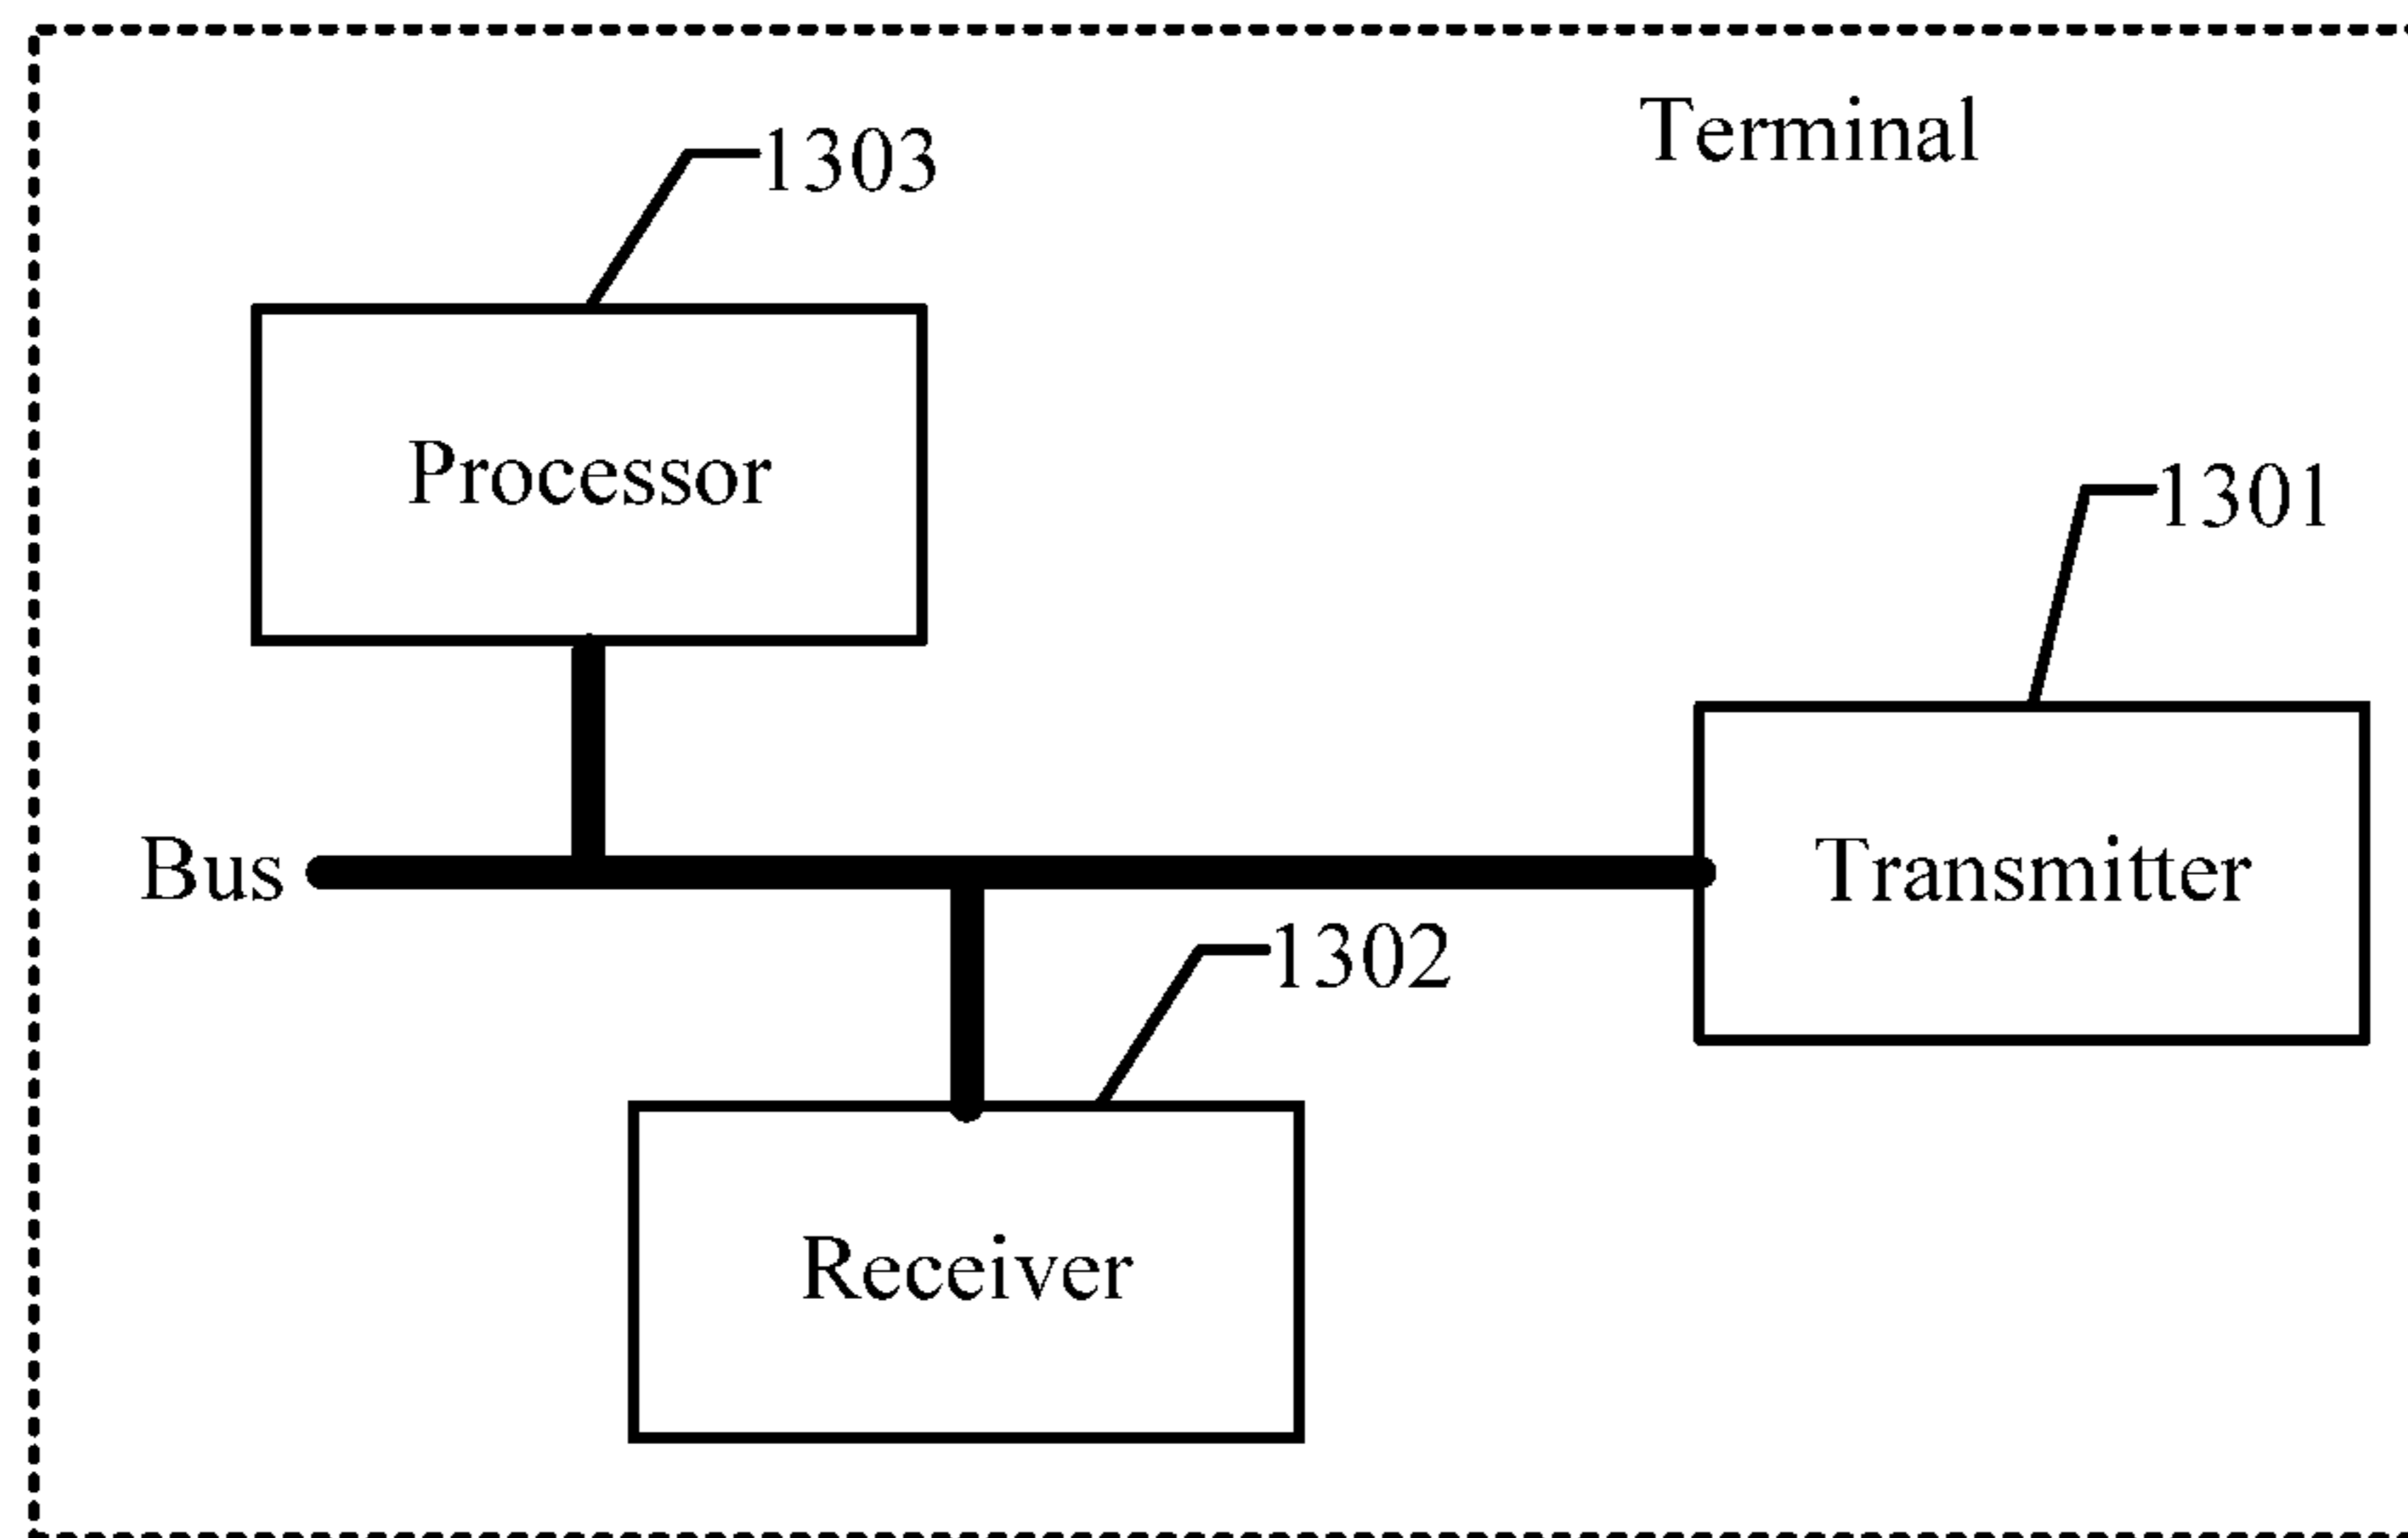 Terminal
1303
Processor
1301
Bus
Transmitter
1302
Receiver